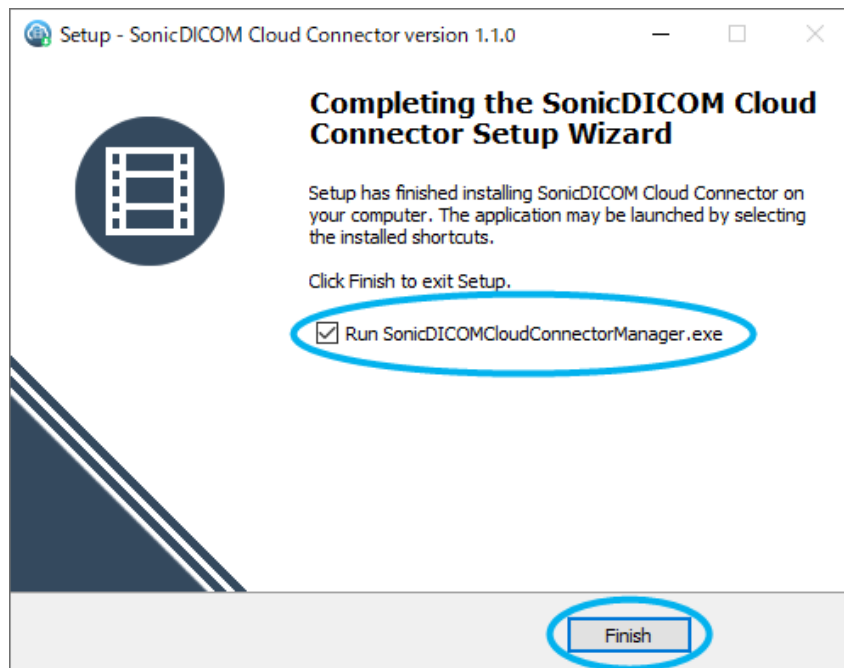 Setup - SonicDICOM Cloud Connector version 1.1.0
Completing the SonicDICOM Cloud
Connector Setup Wizard
Setup has finished installing SonicDICOM Cloud Connector on
your computer. The application may be launched by selecting
the installed shortcuts.
Click Finish to exit Setup.
Run SonicDICOMCloudConnectorManager.exe
Finish